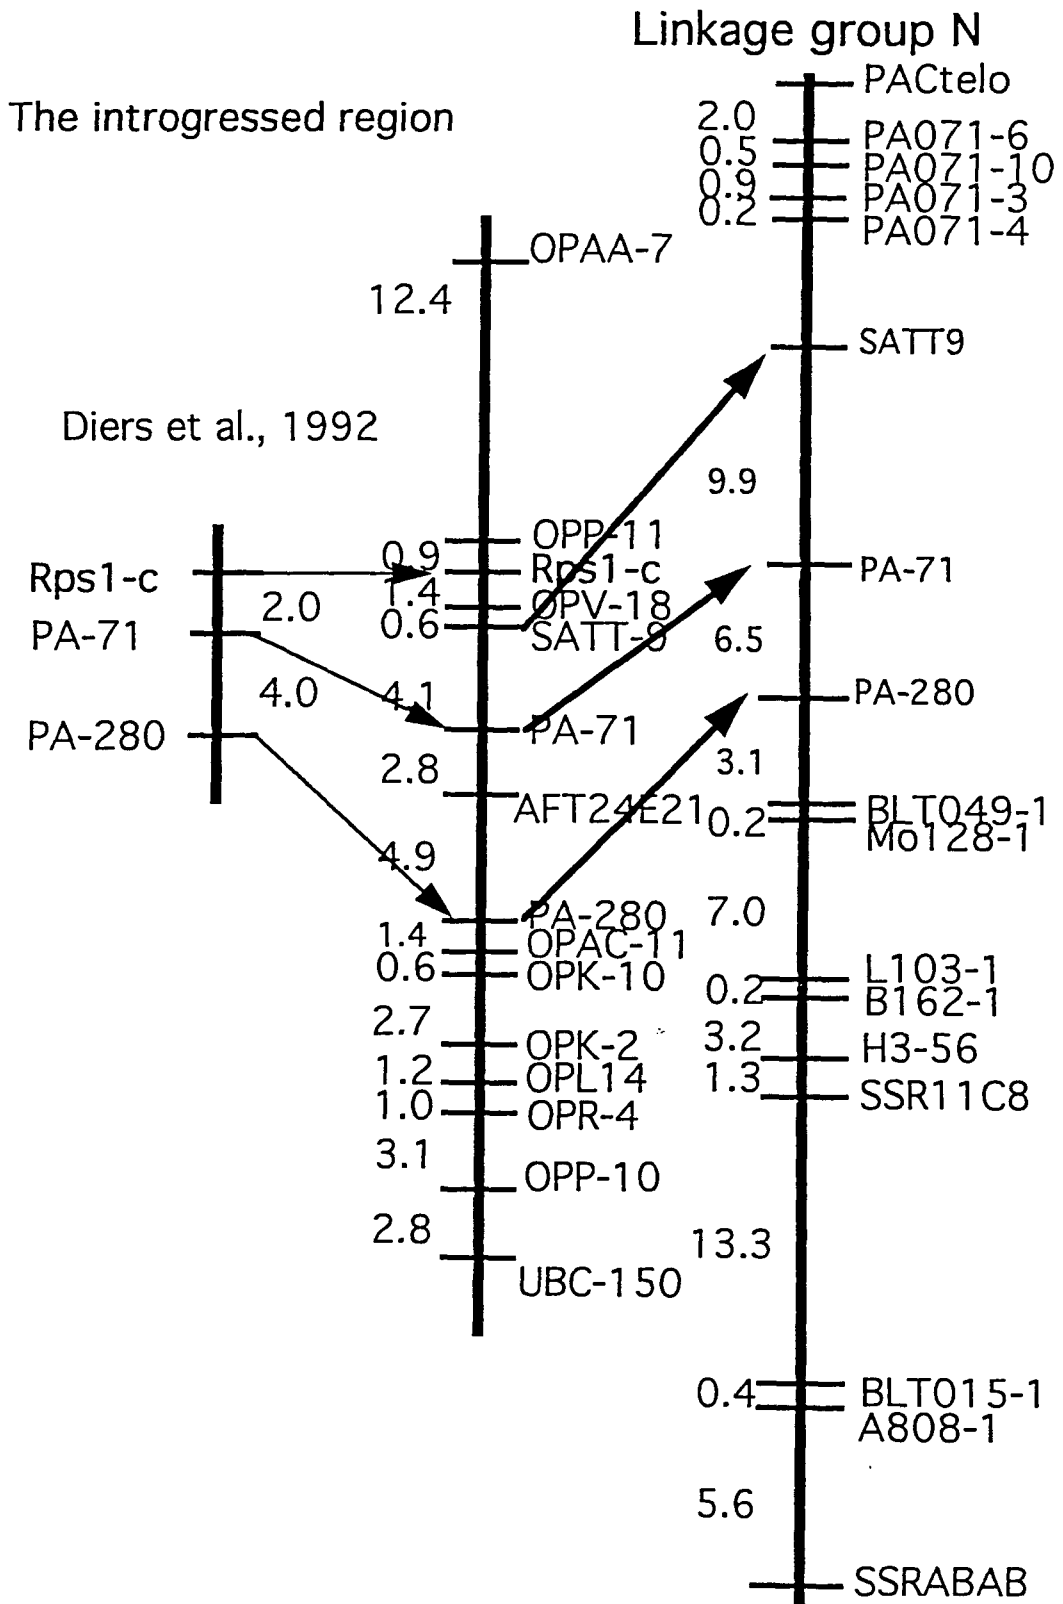 Linkage group N
The introgressed region
Diers et al., 1992
Rps1-c
2.0
PA-71
4.0
PA-280
OPAA-7
12.4
OPP-11
0.9
Rps1-c
1.4
OPV-18
0.6
SATT-9
4.1
PA-71
2.8
AFT24E21
4.9
PA-280
1.4
OPAC-11
0.6
OPK-10
2.7
OPK-2
1.2
OPL14
1.0
OPR-4
3.1
OPP-10
2.8
UBC-150
PACtelo
2.0
PA071-6
0.5
PA071-10
0.9
PA071-3
0.2
PA071-4
SATT9
9.9
PA-71
6.5
PA-280
3.1
BLT049-1
0.2
Mo128-1
7.0
L103-1
0.2
B162-1
3.2
H3-56
1.3
SSR11C8
13.3
BLT015-1
0.4
A808-1
5.6
SSRABAB